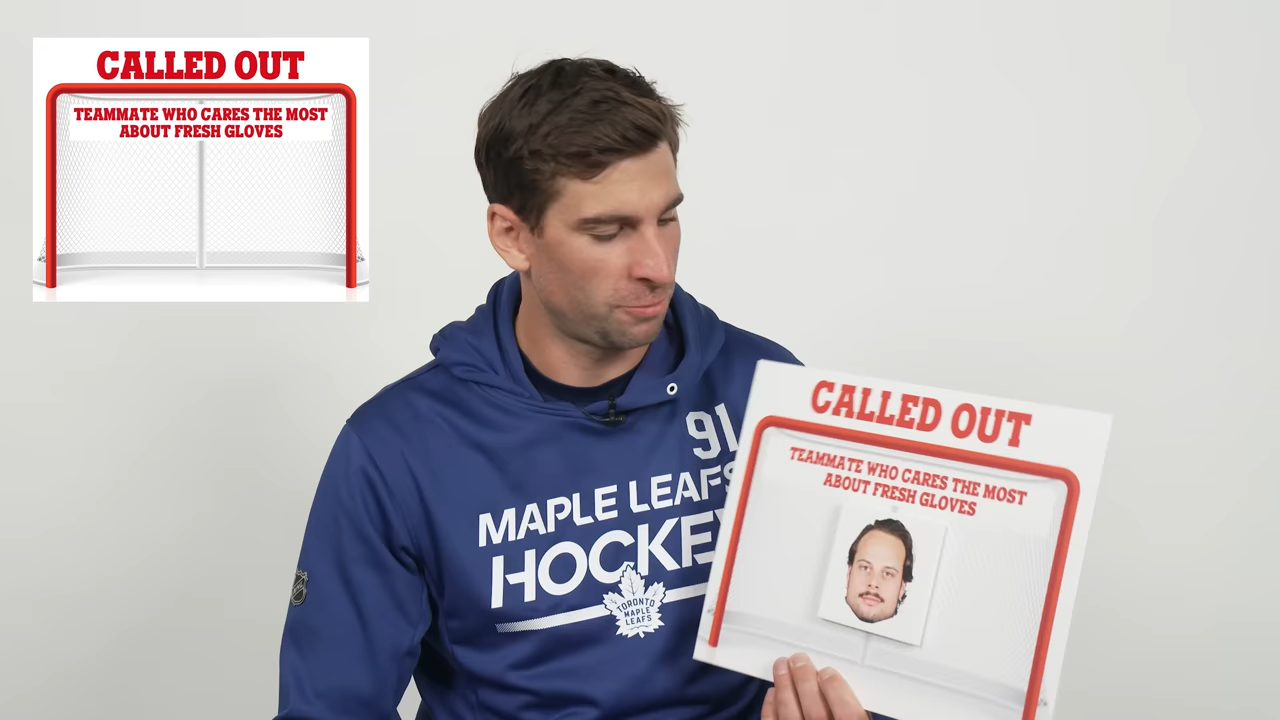 CALLED OUT
TEAMMATE WHO CARES THE MOST
ABOUT FRESH GLOVES
91
MAPLE LEAFS
HOCKEY
TORONTO
MAPLE
LEAFS
CALLED OUT
TEAMMATE WHO CARES THE MOST
ABOUT FRESH GLOVES